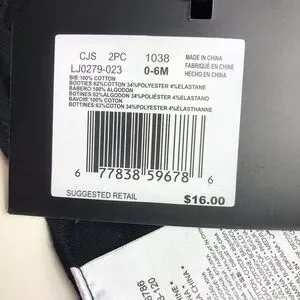 CJS 2PC 1038 MADE IN CHINA
LJ0279-023 0-6M FABRIQUÉ EN CHINE
HECHO EN CHINA
BIB:100% COTTON
BOOTIES:62%COTTON 34%POLYESTER 4%ELASTANE
BABERO:100% ALGODON
BOTINES:62%ALGODON 34%POLIÉSTER 4%ELASTANO
BAVOIR:100% COTON
BOTTINES:62%COTON 34%POLYESTER 4%ÉLASTHANNE
6 77838 59678 6
SUGGESTED RETAIL
$16.00